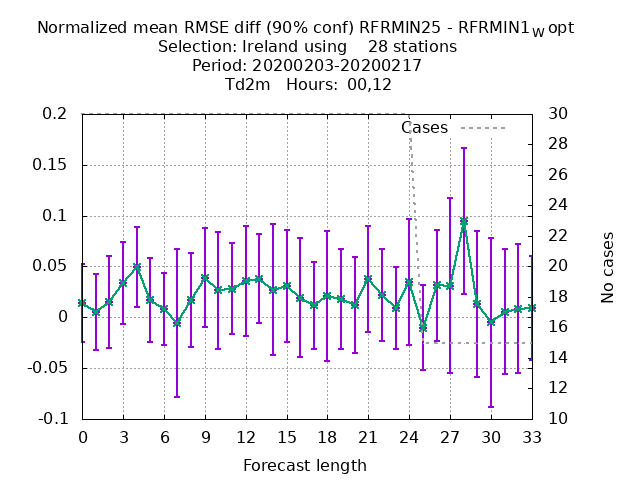 Normalized mean RMSE diff (90% conf) RFRMIN25 - RFRMIN1W opt
Selection: Ireland using 28 stations
Period: 20200203-20200217
Td2m Hours: 00,12
Cases
0.2
0.15
0.1
0.05
0
-0.05
-0.1
30
28
26
24
22
20
18
16
14
12
10
No cases
0 3 6 9 12 15 18 21 24 27 30 33
Forecast length